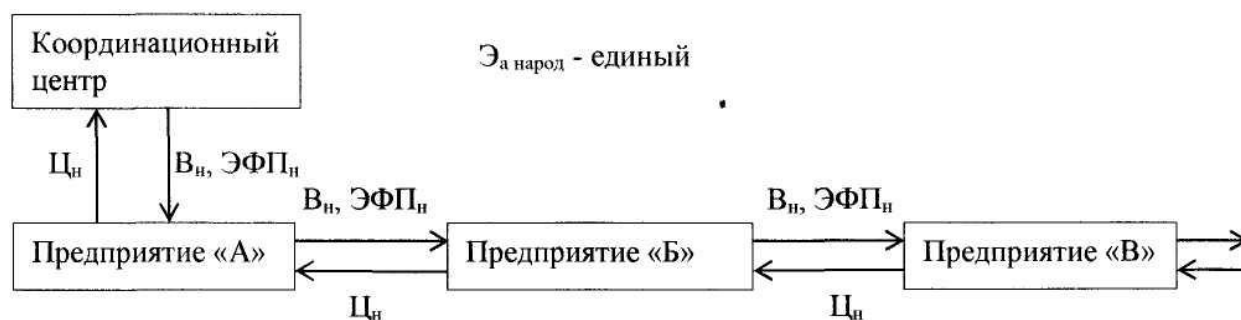 Координационный
центр
Эа народ - единый
Цн
Вн, ЭФПн
Вн, ЭФПн
Вн, ЭФПн
Предприятие «А»
Предприятие «Б»
Предприятие «В»
Цн
Цн